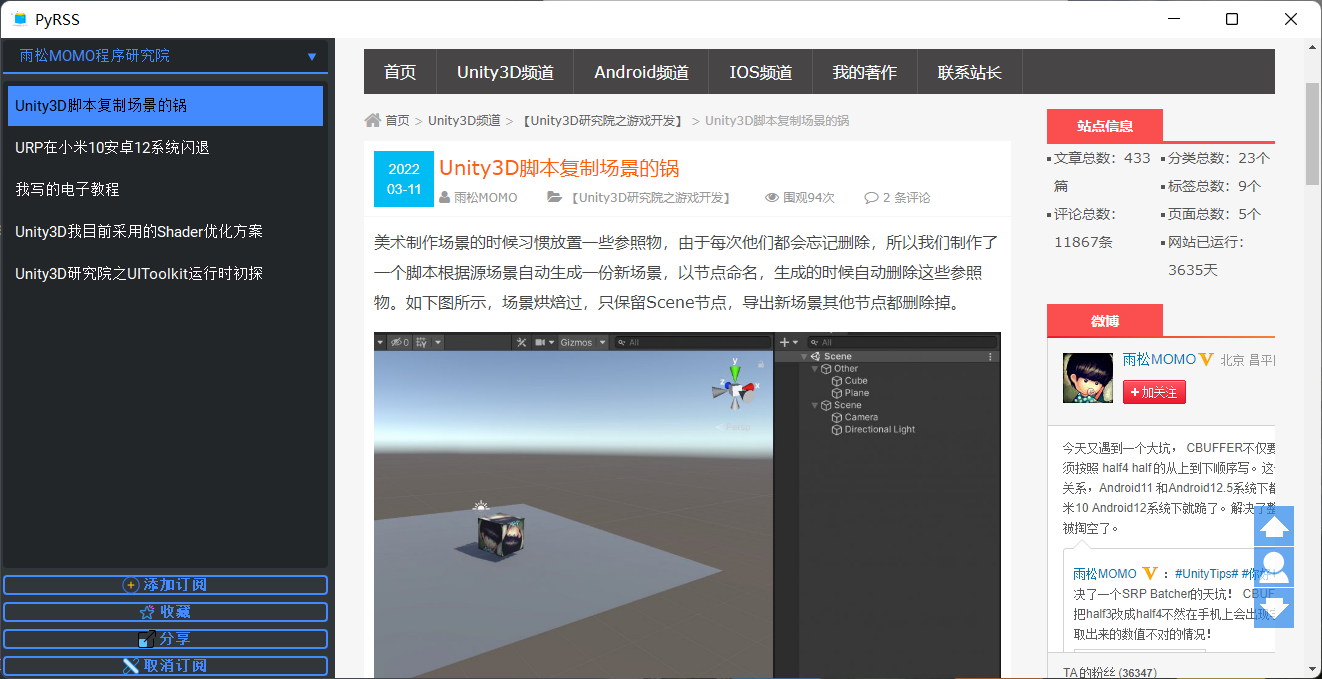 PyRSS
雨松MOMO程序研究院
Unity3D脚本复制场景的锅
URP在小米10安卓12系统闪退
我写的电子教程
Unity3D我目前采用的Shader优化方案
Unity3D研究院之UIToolkit运行时初探
添加订阅
收藏
分享
取消订阅
首页 Unity3D频道 Android频道 IOS频道 我的著作 联系站长
首页 > Unity3D频道 > 【Unity3D研究院之游戏开发】 > Unity3D脚本复制场景的锅
2022
03-11
Unity3D脚本复制场景的锅
雨松MOMO 【Unity3D研究院之游戏开发】 围观94次 2 条评论
美术制作场景的时候习惯放置一些参照物，由于每次他们都会忘记删除，所以我们制作了
一个脚本根据源场景自动生成一份新场景，以节点命名，生成的时候自动删除这些参照
物。如下图所示，场景烘焙过，只保留Scene节点，导出新场景其他节点都删除掉。
0 Gizmos All
All
Scene
Other
Cube
Plane
Scene
Camera
Directional Light
y
z
x
< Persp
站点信息
文章总数：433
篇
评论总数：
11867条
分类总数：23个
标签总数：9个
页面总数：5个
网站已运行：
3635天
微博
雨松MOMO 北京 昌平
+加关注
今天又遇到一个大坑， CBUFFER不仅要
须按照 half4 half 的从上到下顺序写。这
关系，Android11 和Android12.5系统下都
米10 Android12系统下就跪了。解决了整
被掏空了。
雨松MOMO ：#UnityTips# #你好
决了一个SRP Batcher的天坑！ CBUF
把half3改成half4不然在手机上会出现
取出来的数值不对的情况！
TA的粉丝 (36347)